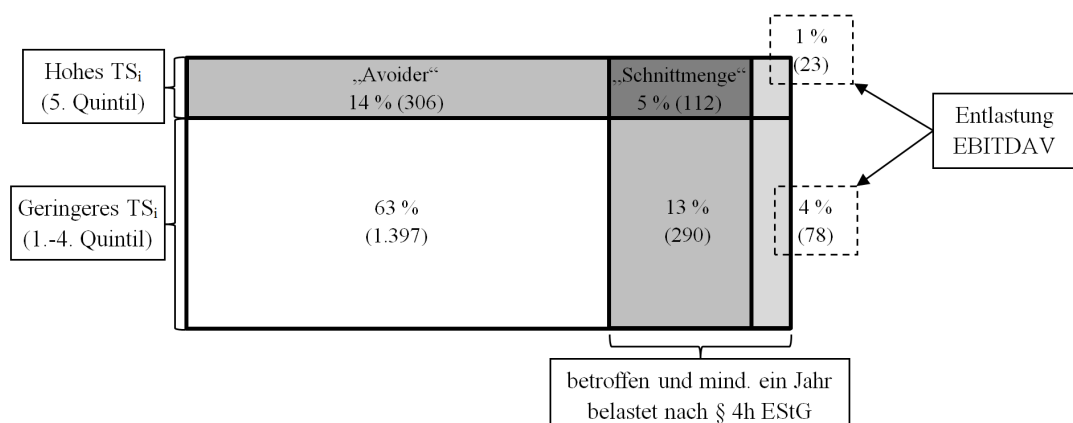 1 %
(23)
Hohes TSi
(5. Quintil)
„Avoider“
14 % (306)
„Schnittmenge“
5 % (112)
Entlastung
EBITDAV
Geringeres TSi
(1.-4. Quintil)
63 %
(1.397)
13 %
(290)
4 %
(78)
betroffen und mind. ein Jahr
belastet nach § 4h EStG